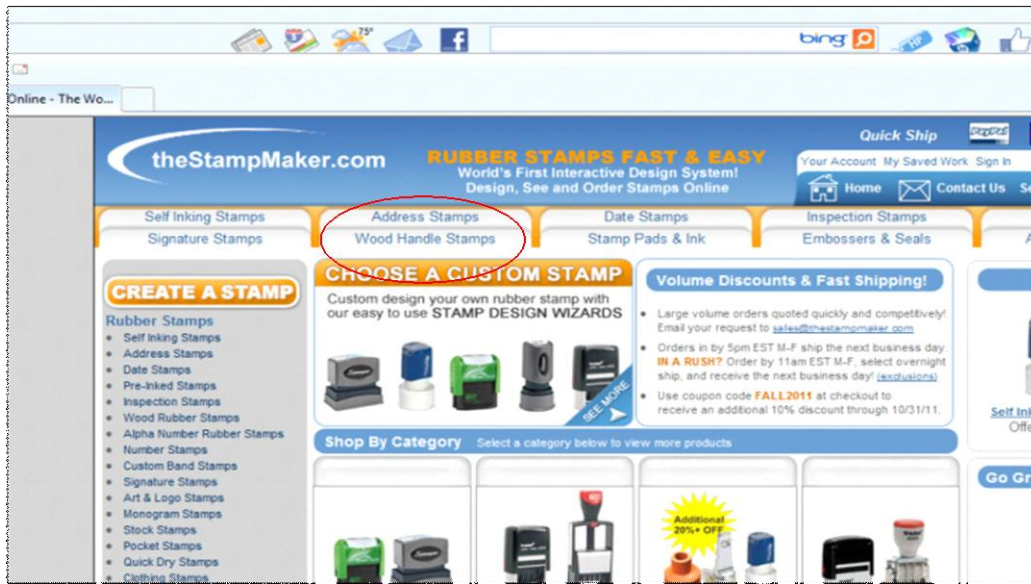 75°
bing
HP
Online - The Wo...
Quick Ship
PayPal
theStampMaker.com
RUBBER STAMPS FAST & EASY
World's First Interactive Design System!
Design, See and Order Stamps Online
Your Account My Saved Work Sign In
Home Contact Us
Self Inking Stamps Address Stamps Date Stamps Inspection Stamps
Signature Stamps Wood Handle Stamps Stamp Pads & Ink Embossers & Seals
CREATE A STAMP
Rubber Stamps
Self Inking Stamps
Address Stamps
Date Stamps
Pre-Inked Stamps
Inspection Stamps
Wood Rubber Stamps
Alpha Number Rubber Stamps
Number Stamps
Custom Band Stamps
Signature Stamps
Art & Logo Stamps
Monogram Stamps
Stock Stamps
Pocket Stamps
Quick Dry Stamps
Clothing Stamps
CHOOSE A CUSTOM STAMP
Custom design your own rubber stamp with
our easy to use STAMP DESIGN WIZARDS
SEE MORE
Volume Discounts & Fast Shipping!
Large volume orders quoted quickly and competitively!
Email your request to sales@thestampmaker.com
Orders in by 5pm EST M-F ship the next business day.
IN A RUSH? Order by 11am EST M-F, select overnight
ship, and receive the next business day! (exclusions)
Use coupon code FALL2011 at checkout to
receive an additional 10% discount through 10/31/11.
Self In
Offe
Shop By Category Select a category below to view more products
Go Gr
Additional
20%+ OFF